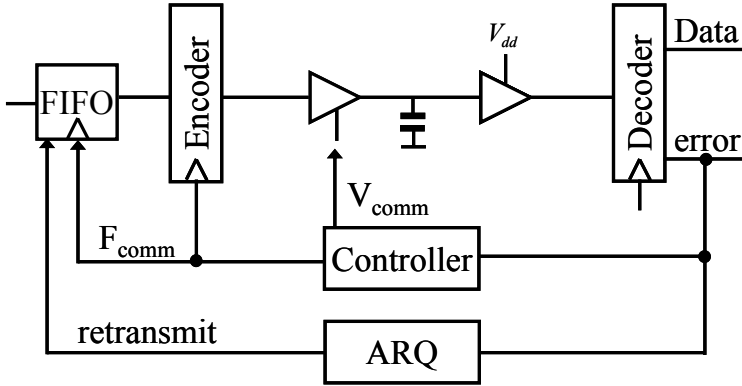 V_dd
Data
FIFO
Encoder
Decoder
error
V_comm
F_comm
Controller
retransmit
ARQ